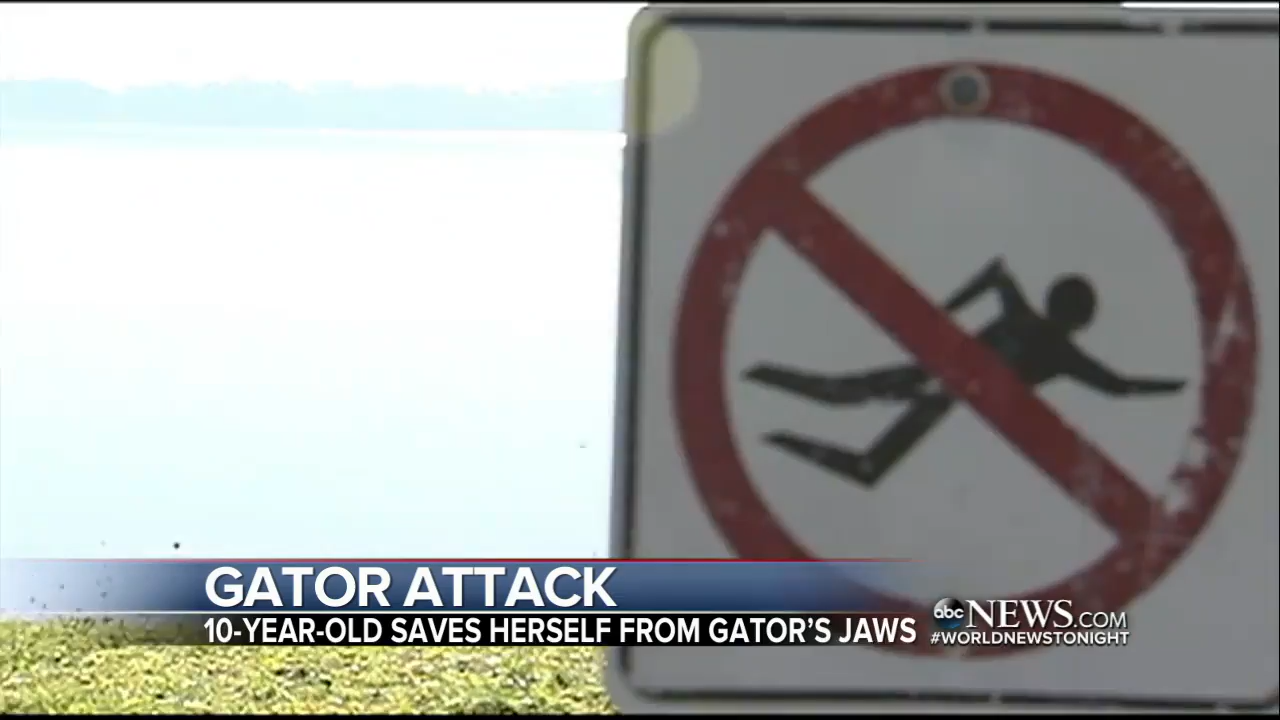 GATOR ATTACK
10-YEAR-OLD SAVES HERSELF FROM GATOR'S JAWS
abc NEWS.COM
#WORLDNEWSTONIGHT